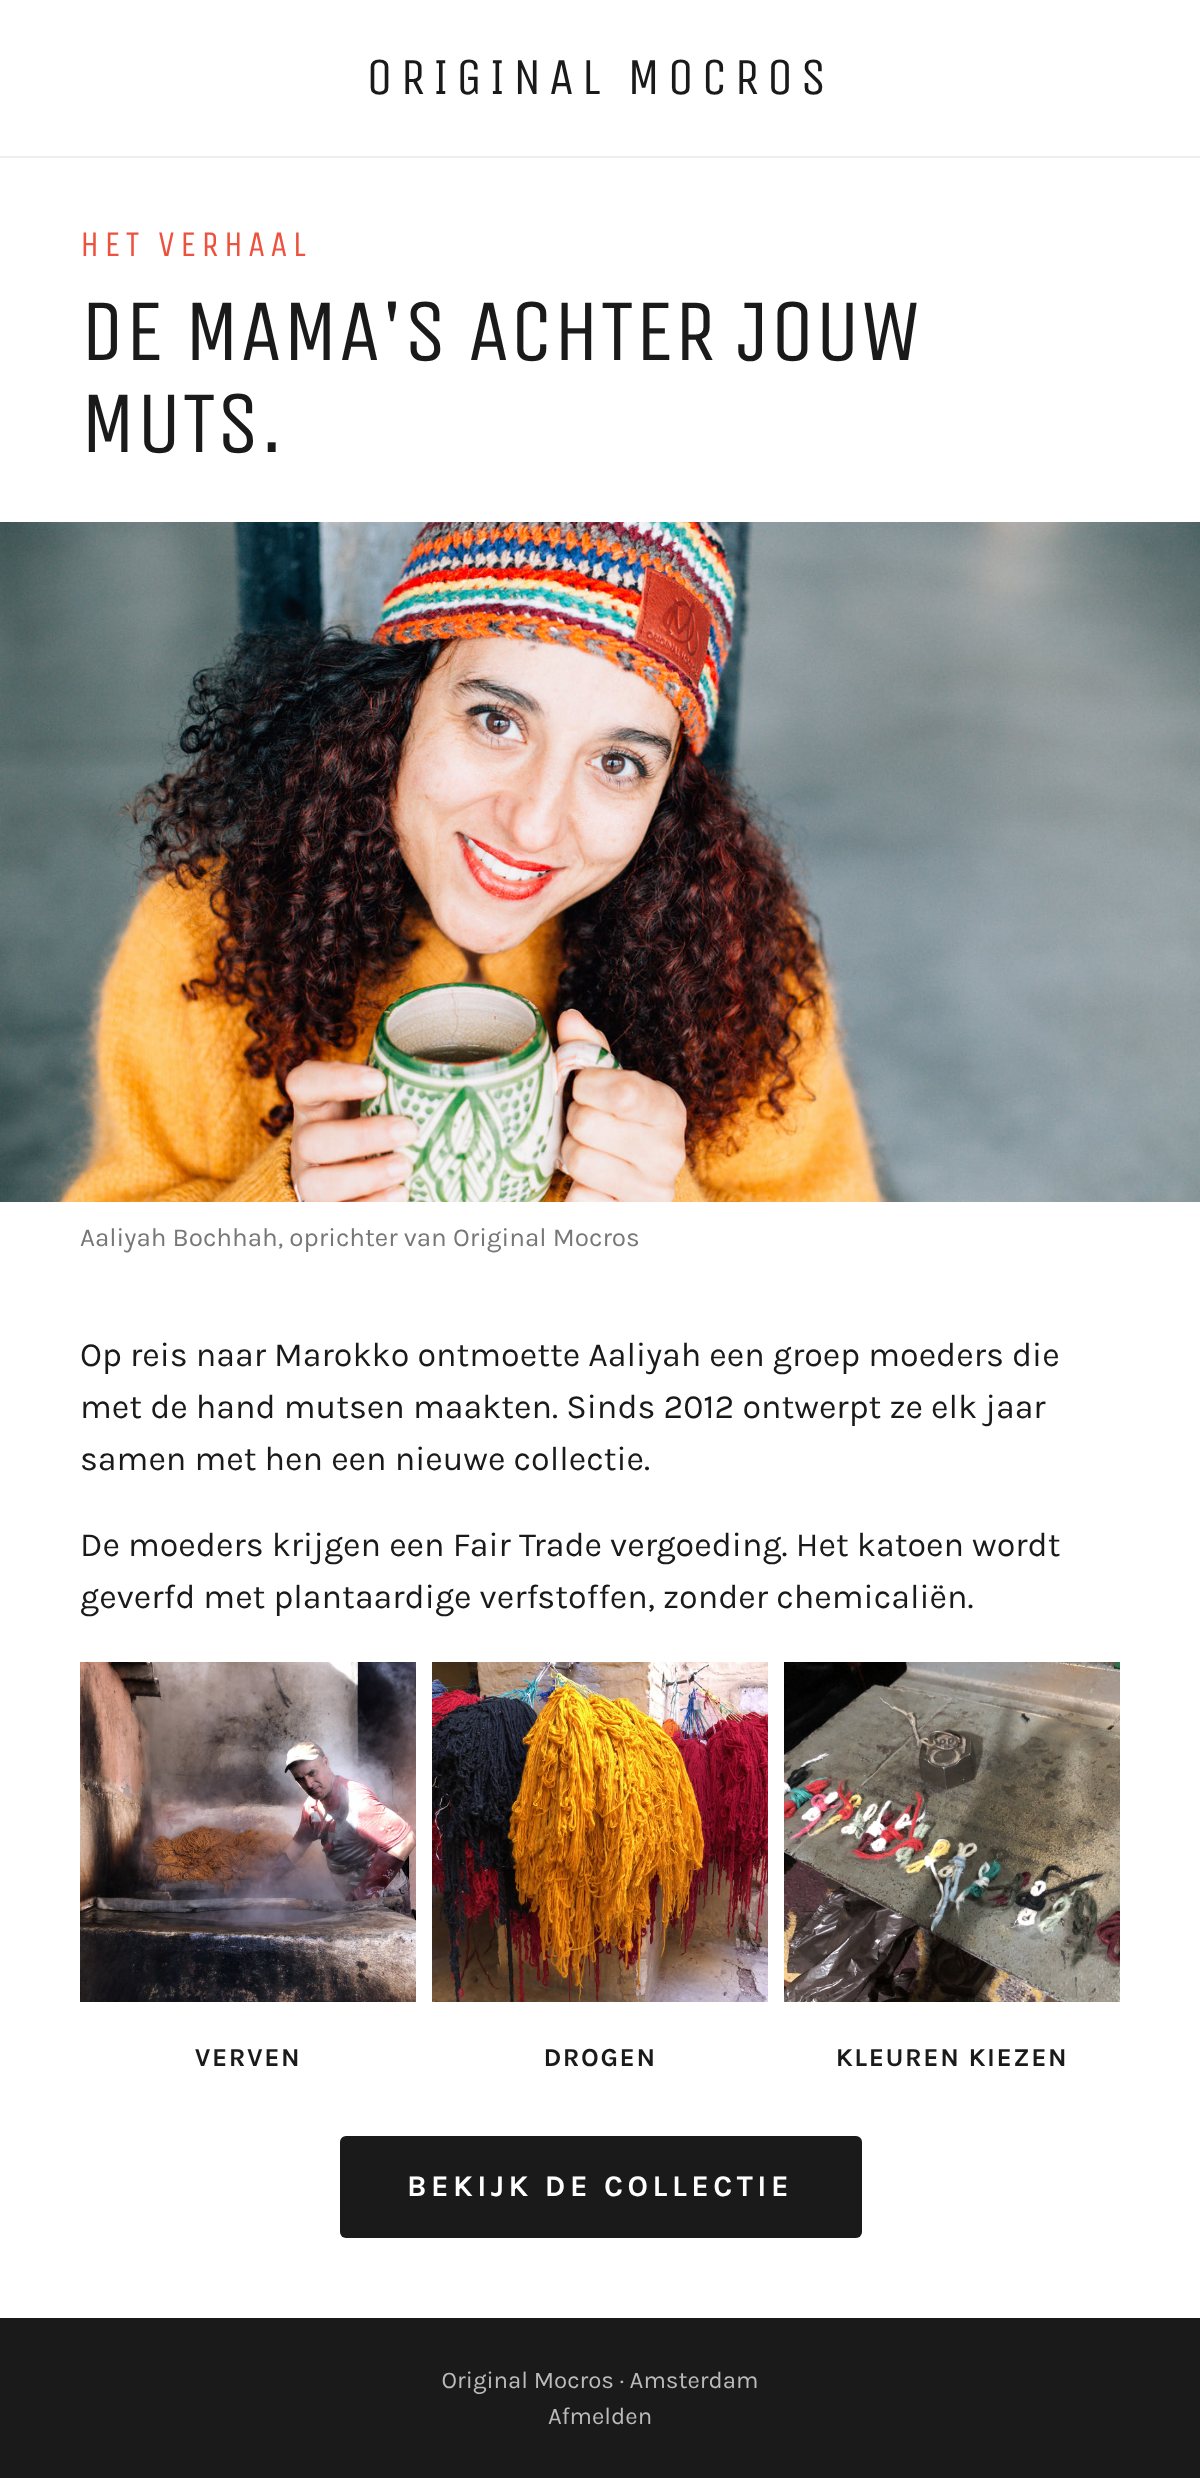 ORIGINAL MOCROS
HET VERHAAL
DE MAMA'S ACHTER JOUW
MUTS.
Aaliyah Bochhah, oprichter van Original Mocros
Op reis naar Marokko ontmoette Aaliyah een groep moeders die
met de hand mutsen maakten. Sinds 2012 ontwerpt ze elk jaar
samen met hen een nieuwe collectie.
De moeders krijgen een Fair Trade vergoeding. Het katoen wordt
geverfd met plantaardige verfstoffen, zonder chemicaliën.
VERVEN
DROGEN
KLEUREN KIEZEN
BEKIJK DE COLLECTIE
Original Mocros · Amsterdam
Afmelden